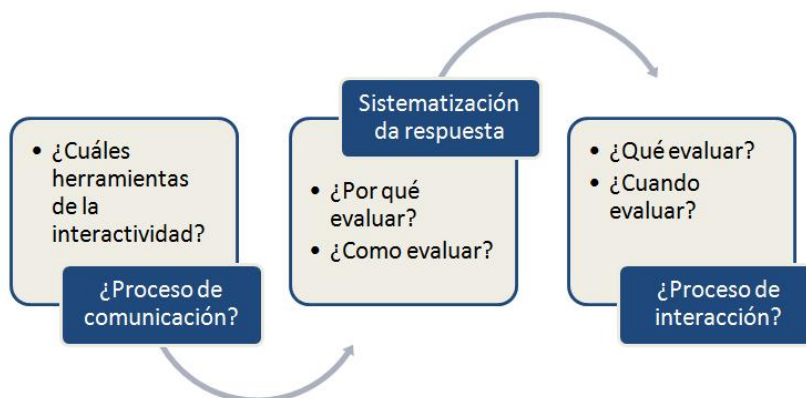 • ¿Cuáles
herramientas
de la
interactividad?
¿Proceso de
comunicación?
Sistematización
da respuesta
• ¿Por qué
evaluar?
• ¿Como evaluar?
• ¿Qué evaluar?
• ¿Cuando
evaluar?
¿Proceso de
interacción?